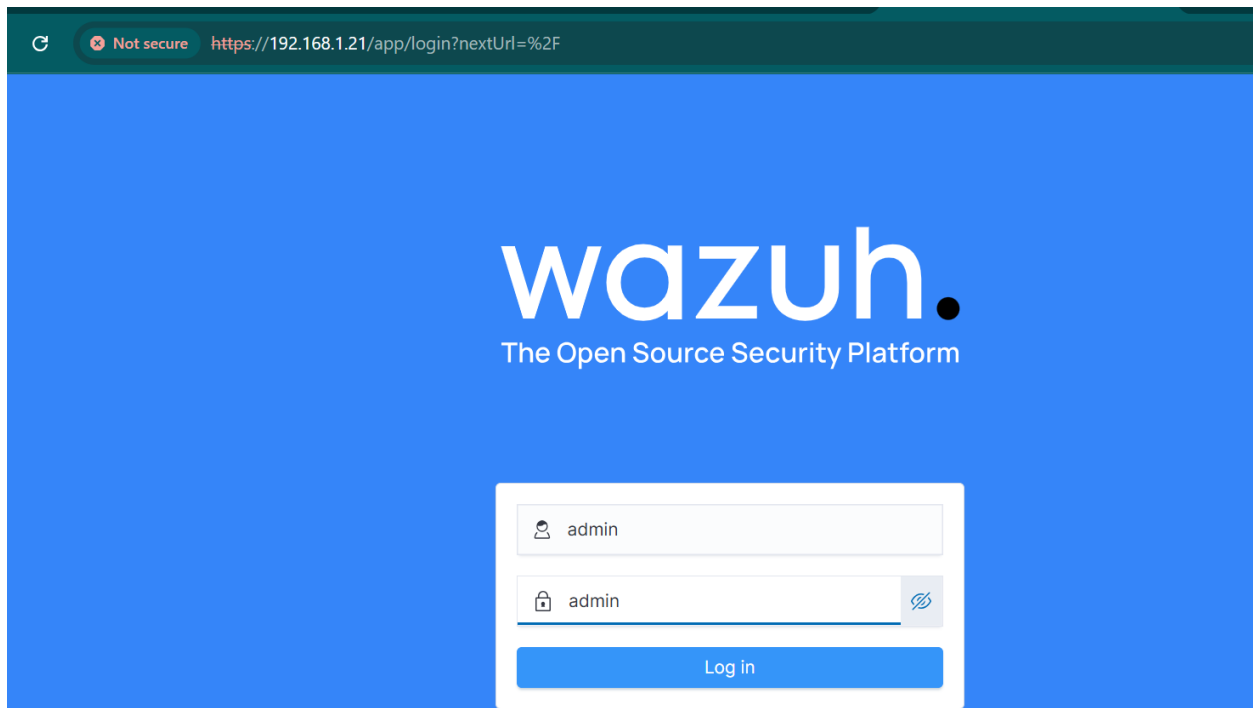 Not secure https://192.168.1.21/app/login?nextUrl=%2F
wazuh.
The Open Source Security Platform
admin
admin
Log in